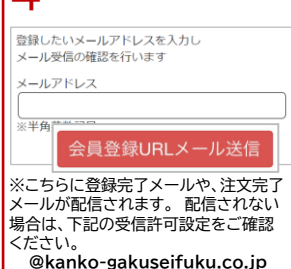 登録したいメールアドレスを入力し
メール受信の確認を行います
メールアドレス
※半角
会員登録URLメール送信
※こちらに登録完了メールや、注文完了
メールが配信されます。 配信されない
場合は、下記の受信許可設定をご確認
ください。
@kanko-gakuseifuku.co.jp